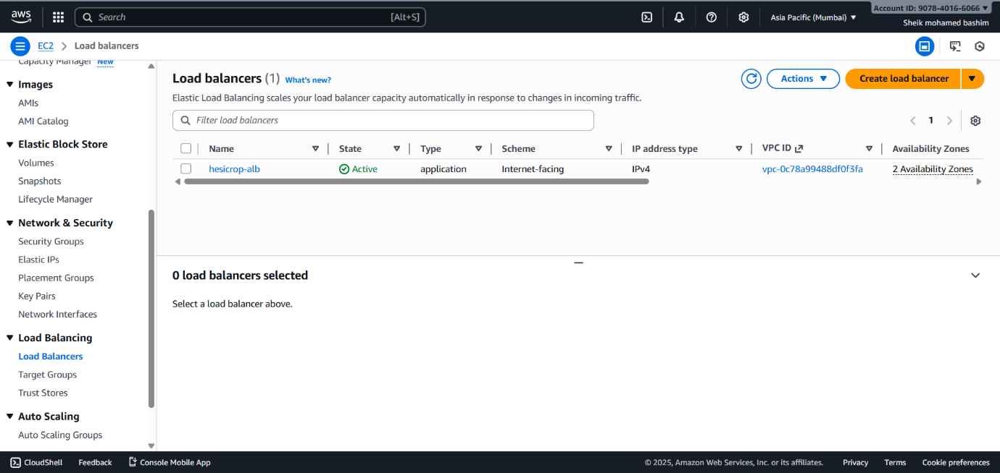 aws
Search [Alt+S]
Asia Pacific (Mumbai)
Account ID: 9078-4016-6066
Sheik mohamed bashim
EC2 Load balancers
Capacity Manager New
Images
AMIs
AMI Catalog
Elastic Block Store
Volumes
Snapshots
Lifecycle Manager
Network & Security
Security Groups
Elastic IPs
Placement Groups
Key Pairs
Network Interfaces
Load Balancing
Load Balancers
Target Groups
Trust Stores
Auto Scaling
Auto Scaling Groups
Load balancers (1) What's new?
Actions
Create load balancer
Elastic Load Balancing scales your load balancer capacity automatically in response to changes in incoming traffic.
Filter load balancers
1
Name State Type Scheme IP address type VPC ID Availability Zones
hesicrop-alb Active application Internet-facing IPv4 vpc-0c78a99488df0f3fa 2 Availability Zones
0 load balancers selected
Select a load balancer above.
CloudShell Feedback Console Mobile App © 2025, Amazon Web Services, Inc. or its affiliates. Privacy Terms Cookie preferences